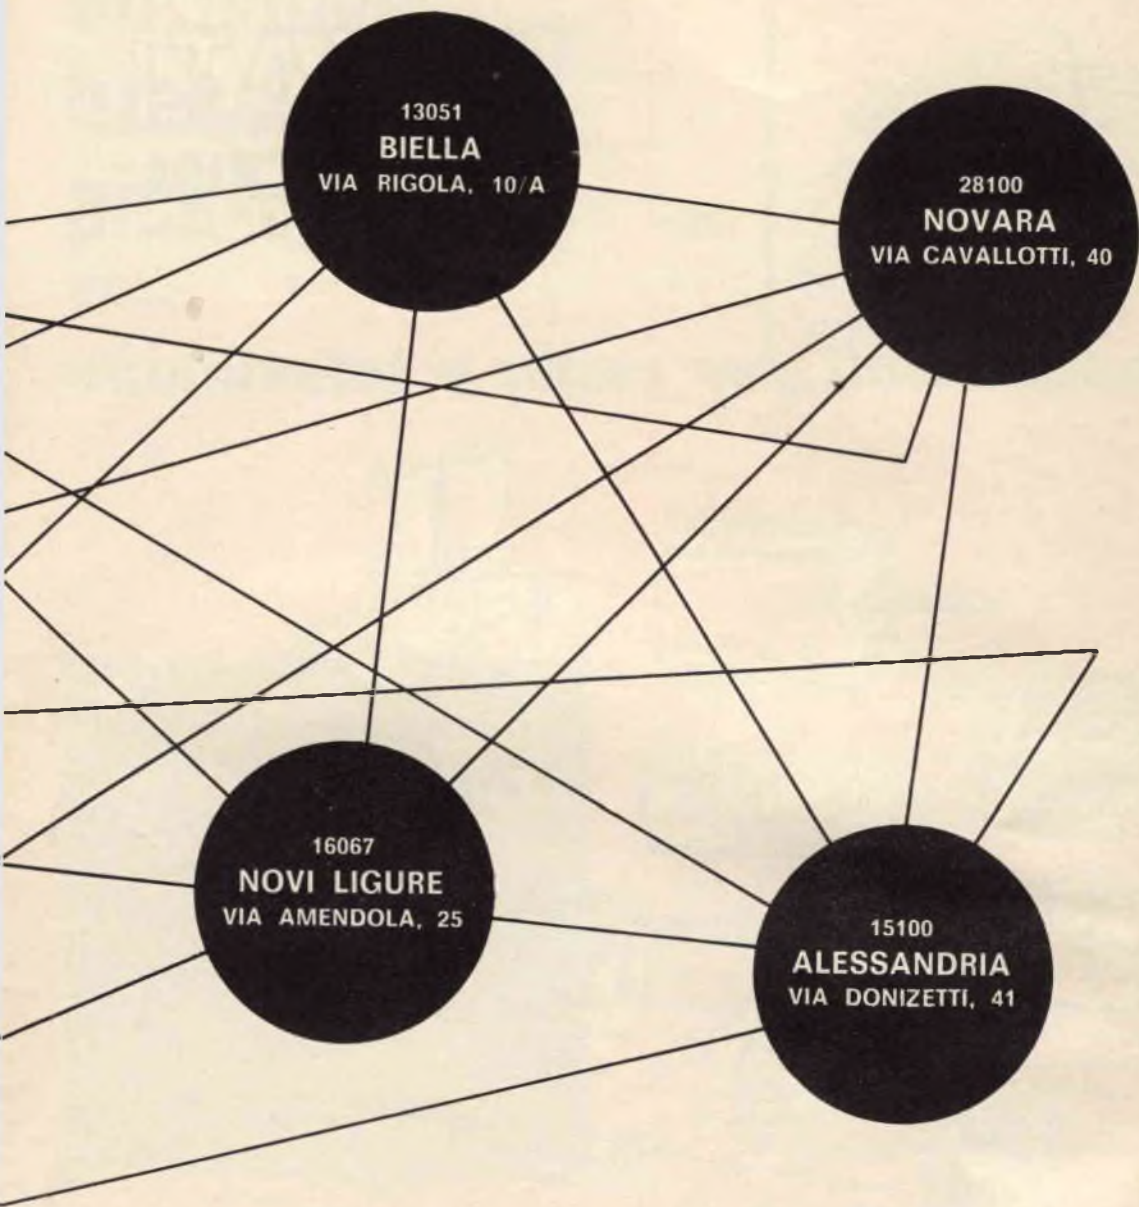 13051
BIELLA
VIA RIGOLA, 10/A
28100
NOVARA
VIA CAVALLOTTI, 40
16067
NOVI LIGURE
VIA AMENDOLA, 25
15100
ALESSANDRIA
VIA DONIZETTI, 41